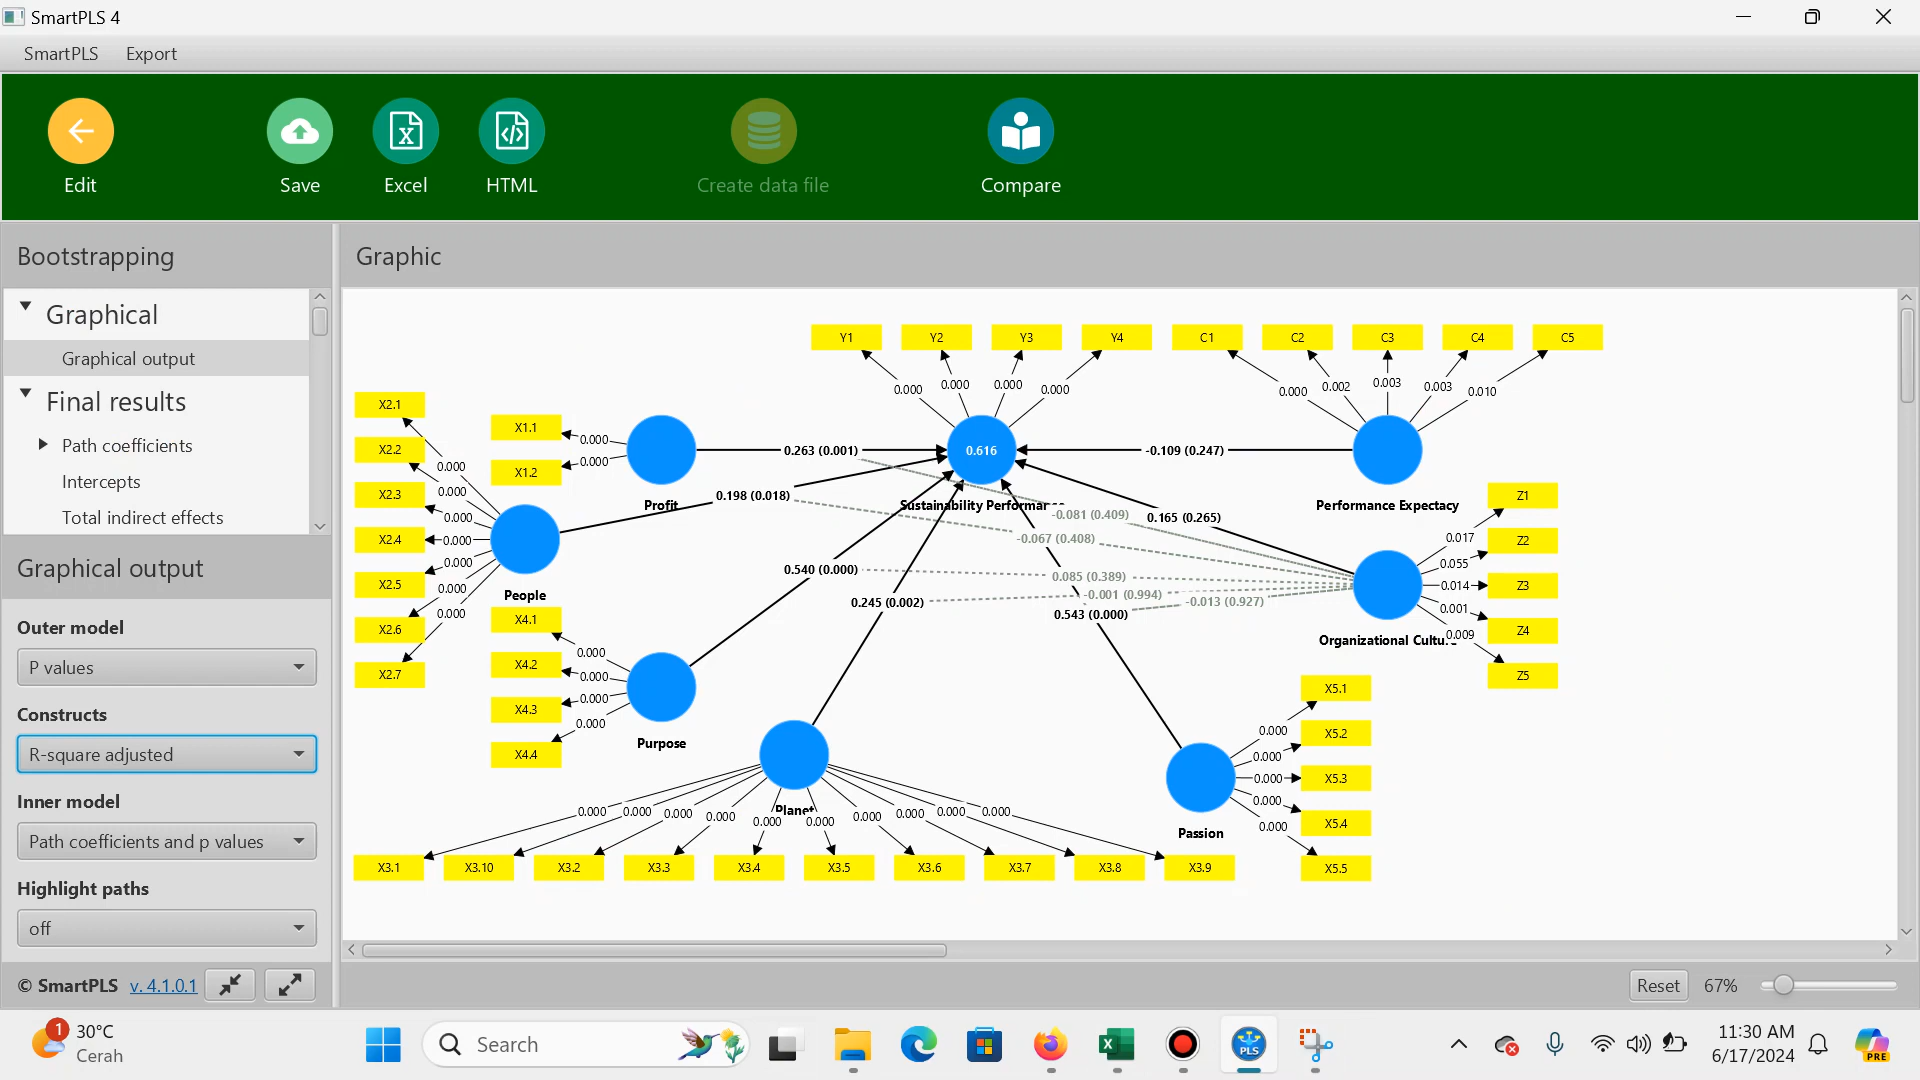 SmartPLS 4
SmartPLS Export
Edit Save Excel HTML Create data file Compare
Bootstrapping
Graphical
Graphical output
Final results
Path coefficients
Intercepts
Total indirect effects
Graphical output
Outer model
P values
Constructs
R-square adjusted
Inner model
Path coefficients and p values
Highlight paths
off
© SmartPLS v. 4.1.0.1
Graphic
Y1 Y2 Y3 Y4 C1 C2 C3 C4 C5
0.000 0.000 0.000 0.000 0.000 0.002 0.003 0.003 0.010
X2.1
X2.2
X2.3
X2.4
X2.5
X2.6
X2.7
0.000
0.000
0.000
0.000
0.000
0.000
0.000
People
X1.1
X1.2
0.000
0.000
Profit
0.263 (0.001)
0.616
-0.109 (0.247)
0.198 (0.018)
Sustainability Performar
Performance Expectacy
-0.081 (0.409)
0.165 (0.265)
-0.067 (0.408)
0.540 (0.000)
0.085 (0.389)
-0.001 (0.994)
0.245 (0.002)
-0.013 (0.927)
0.543 (0.000)
Z1
Z2
Z3
Z4
Z5
0.017
0.055
0.014
0.001
0.009
Organizational Cultu
X4.1
X4.2
X4.3
X4.4
0.000
0.000
0.000
0.000
Purpose
Planet
0.000 0.000 0.000 0.000 0.000 0.000 0.000 0.000 0.000 0.000
X3.1 X3.10 X3.2 X3.3 X3.4 X3.5 X3.6 X3.7 X3.8 X3.9
Passion
0.000
0.000
0.000
0.000
0.000
X5.1
X5.2
X5.3
X5.4
X5.5
Reset 67%
1 30°C
Cerah
Search
PLS
11:30 AM
6/17/2024
PRE